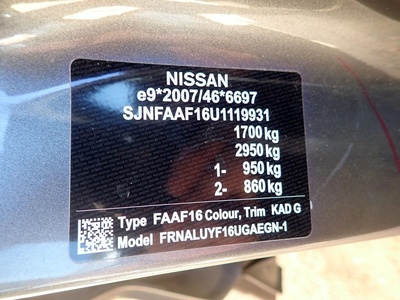 NISSAN
e9*2007/46*6697
SJNFAAF16U1119931
1700 kg
2950 kg
1- 950 kg
2- 860 kg
Type FAAF16 Colour, Trim KAD G
Model FRNALUYF16UGAEGN-1